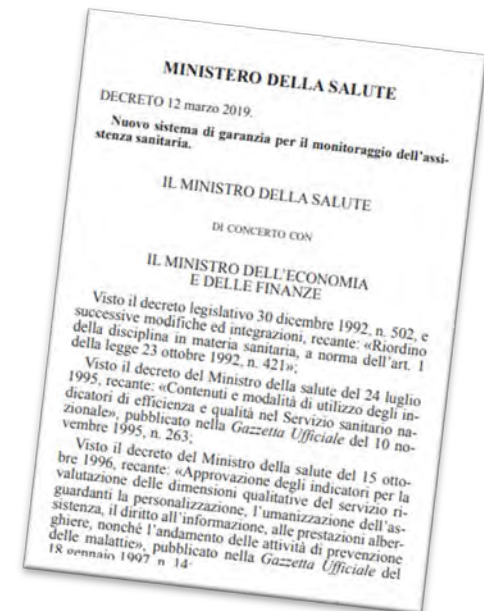 MINISTERO DELLA SALUTE
DECRETO 12 marzo 2019.
Nuovo sistema di garanzia per il monitoraggio dell'assi-
stenza sanitaria.
IL MINISTRO DELLA SALUTE
DI CONCERTO CON
IL MINISTRO DELL'ECONOMIA
E DELLE FINANZE
Visto il decreto legislativo 30 dicembre 1992, n. 502, e
successive modifiche ed integrazioni, recante: «Riordino
della disciplina in materia sanitaria, a norma dell'art. 1
della legge 23 ottobre 1992, n. 421»;
Visto il decreto del Ministro della salute del 24 luglio
1995, recante: «Contenuti e modalità di utilizzo degli in-
dicatori di efficienza e qualità nel Servizio sanitario na-
zionale», pubblicato nella Gazzetta Ufficiale del 10 no-
vembre 1995, n. 263;
Visto il decreto del Ministro della salute del 15 otto-
bre 1996, recante: «Approvazione degli indicatori per la
valutazione delle dimensioni qualitative del servizio ri-
guardanti la personalizzazione, l'umanizzazione dell'as-
sistenza, il diritto all'informazione, alle prestazioni alber-
ghiere, nonché l'andamento delle attività di prevenzione
delle malattie», pubblicato nella Gazzetta Ufficiale del
18 gennaio 1997 n 14·